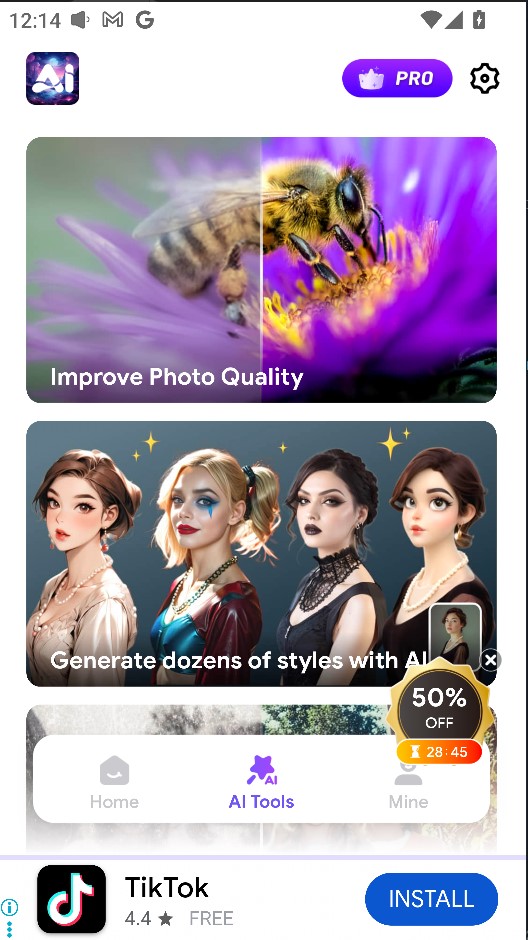 12:14
Ai
PRO
Improve Photo Quality
Generate dozens of styles with AI
50%
OFF
28:45
AI
Home
AI Tools
Mine
TikTok
4.4 ★ FREE
INSTALL